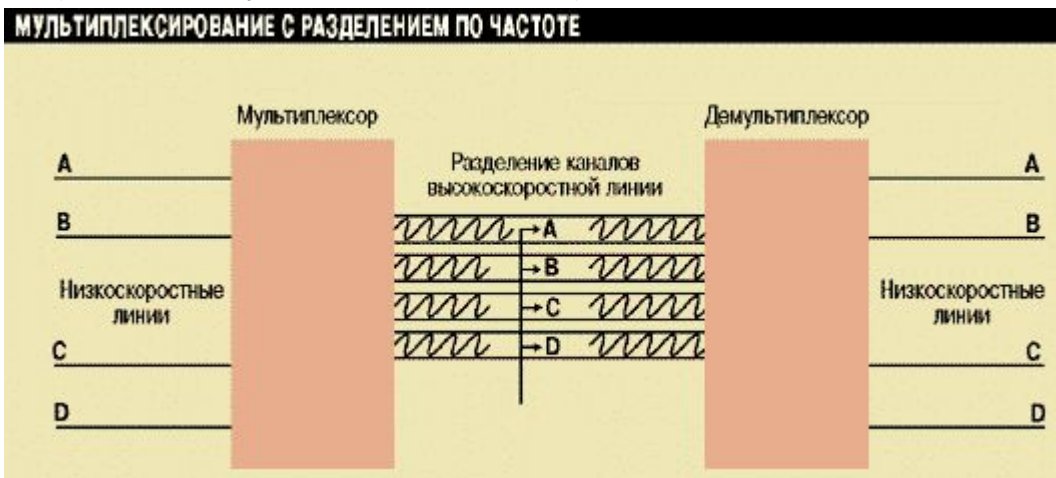 МУЛЬТИПЛЕКСИРОВАНИЕ С РАЗДЕЛЕНИЕМ ПО ЧАСТОТЕ
Мультиплексор
Демультиплексор
A
Разделение каналов
высокоскоростной линии
A
B
A
B
B
Низкоскоростные
линии
C
Низкоскоростные
линии
C
D
C
D
D